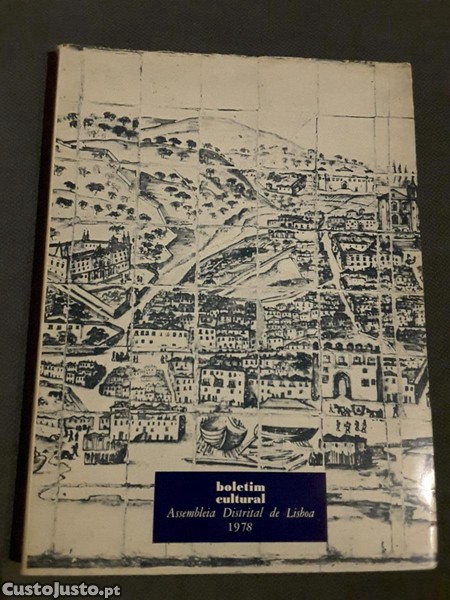 boletim
cultural
Assembleia Distrital de Lisboa
1978
CustoJusto.pt